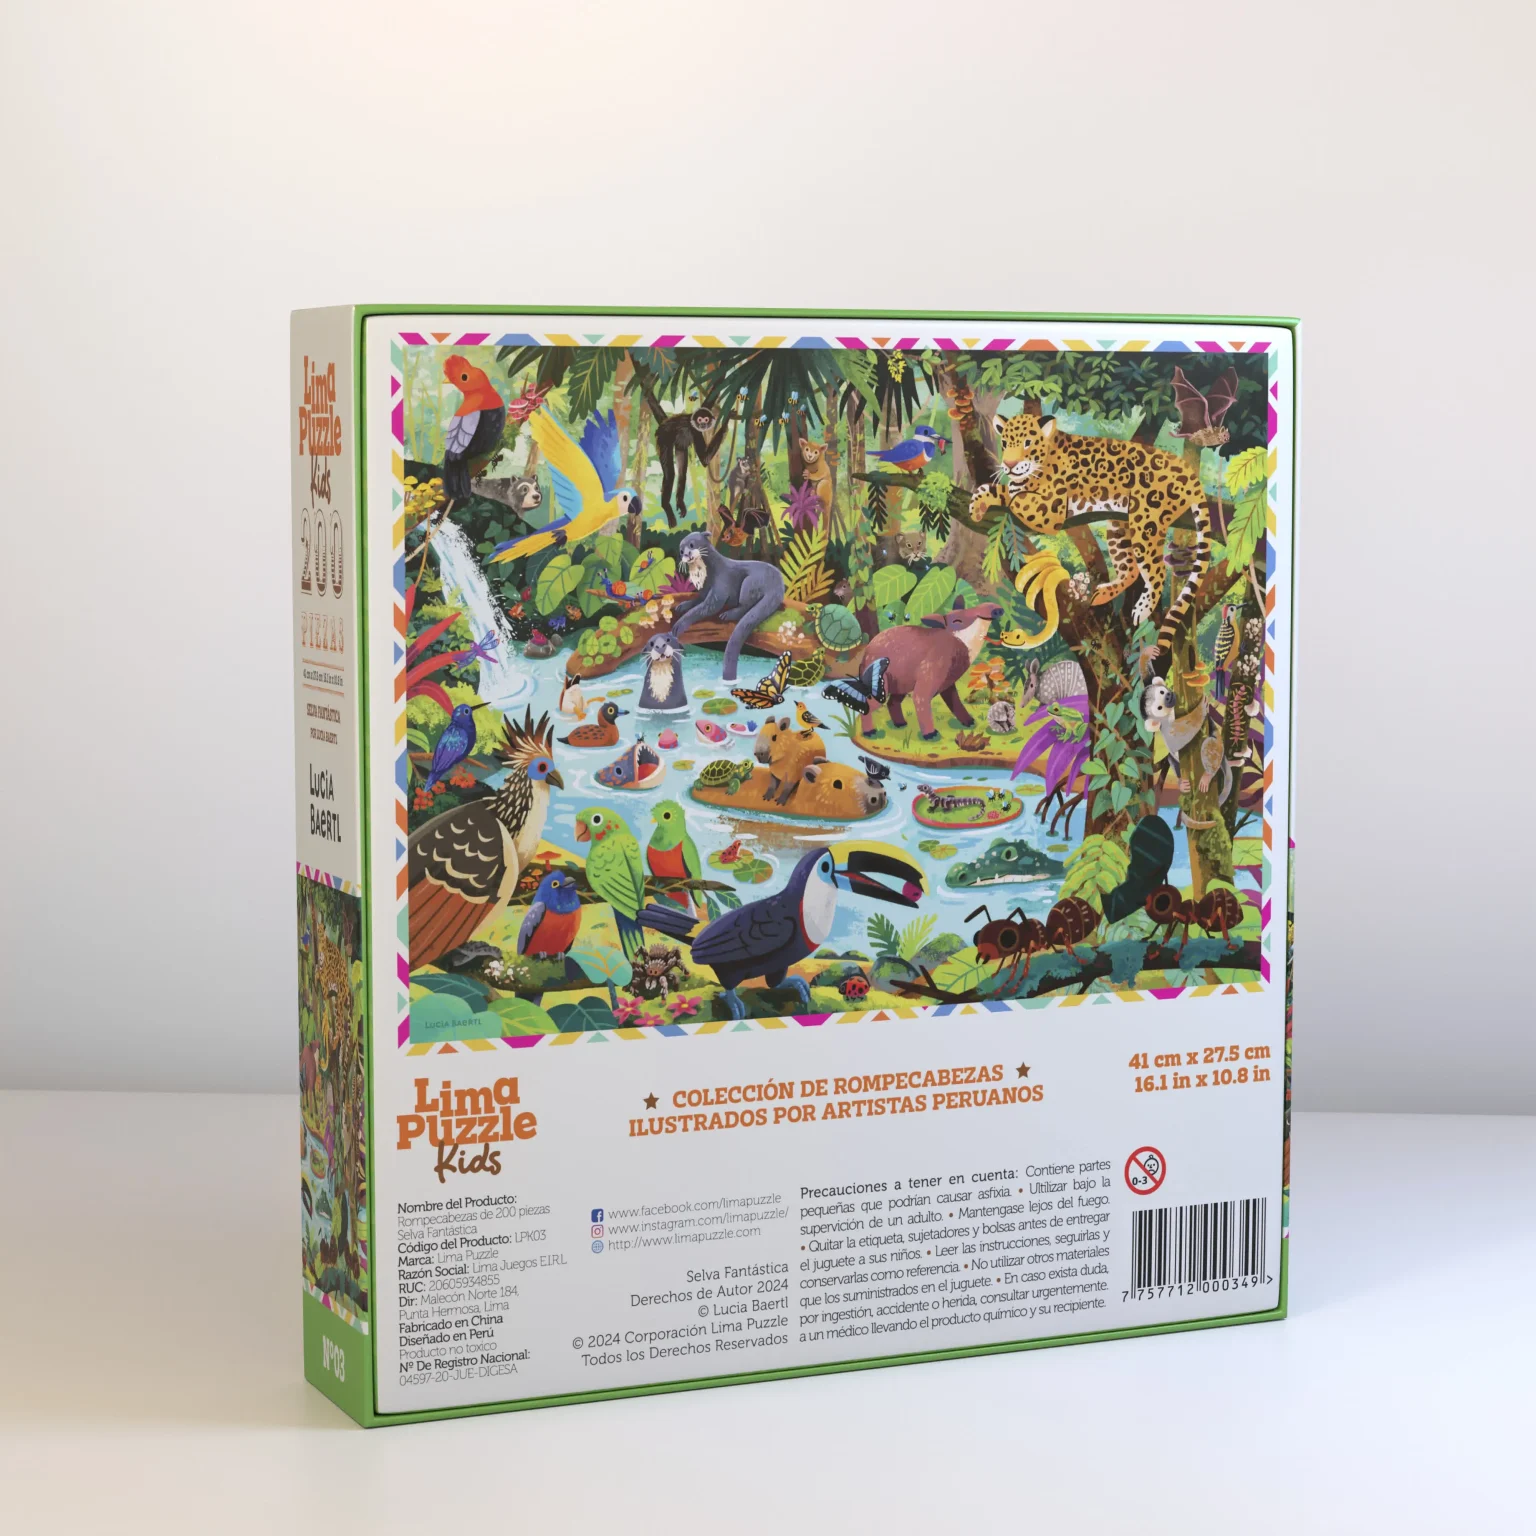 Lima
Puzzle
Kids
200
PIEZAS
SELVA FANTÁSTICA
POR LUCIA BAERTL
LUCIA
BAERTL
Nº03
LUCIA BAERTL
Lima
Puzzle
Kids
★ COLECCIÓN DE ROMPECABEZAS ★
ILUSTRADOS POR ARTISTAS PERUANOS
41 cm x 27.5 cm
16.1 in x 10.8 in
Nombre del Producto:
Rompecabezas de 200 piezas
Selva Fantástica
Código del Producto: LPK03
Marca: Lima Puzzle
Razón Social: Lima Juegos E.I.R.L
RUC: 20605934855
Dir: Malecón Norte 184,
Punta Hermosa, Lima
Fabricado en China
Diseñado en Perú
Producto no toxico
Nº De Registro Nacional:
04597-20-JUE-DIGESA
www.facebook.com/limapuzzle
www.instagram.com/limapuzzle/
http://www.limapuzzle.com
Selva Fantástica
Derechos de Autor 2024
© Lucia Baertl
© 2024 Corporación Lima Puzzle
Todos los Derechos Reservados
Precauciones a tener en cuenta: Contiene partes
pequeñas que podrían causar asfixia. • Ultilizar bajo la
supervición de un adulto. • Mantengase lejos del fuego.
• Quitar la etiqueta, sujetadores y bolsas antes de entregar
el juguete a sus niños. • Leer las instrucciones, seguirlas y
conservarlas como referencia. • No utilizar otros materiales
que los suministrados en el juguete. • En caso exista duda,
por ingestión, accidente o herida, consultar urgentemente.
a un médico llevando el producto químico y su recipiente.
0-3
7 757712 000349 >